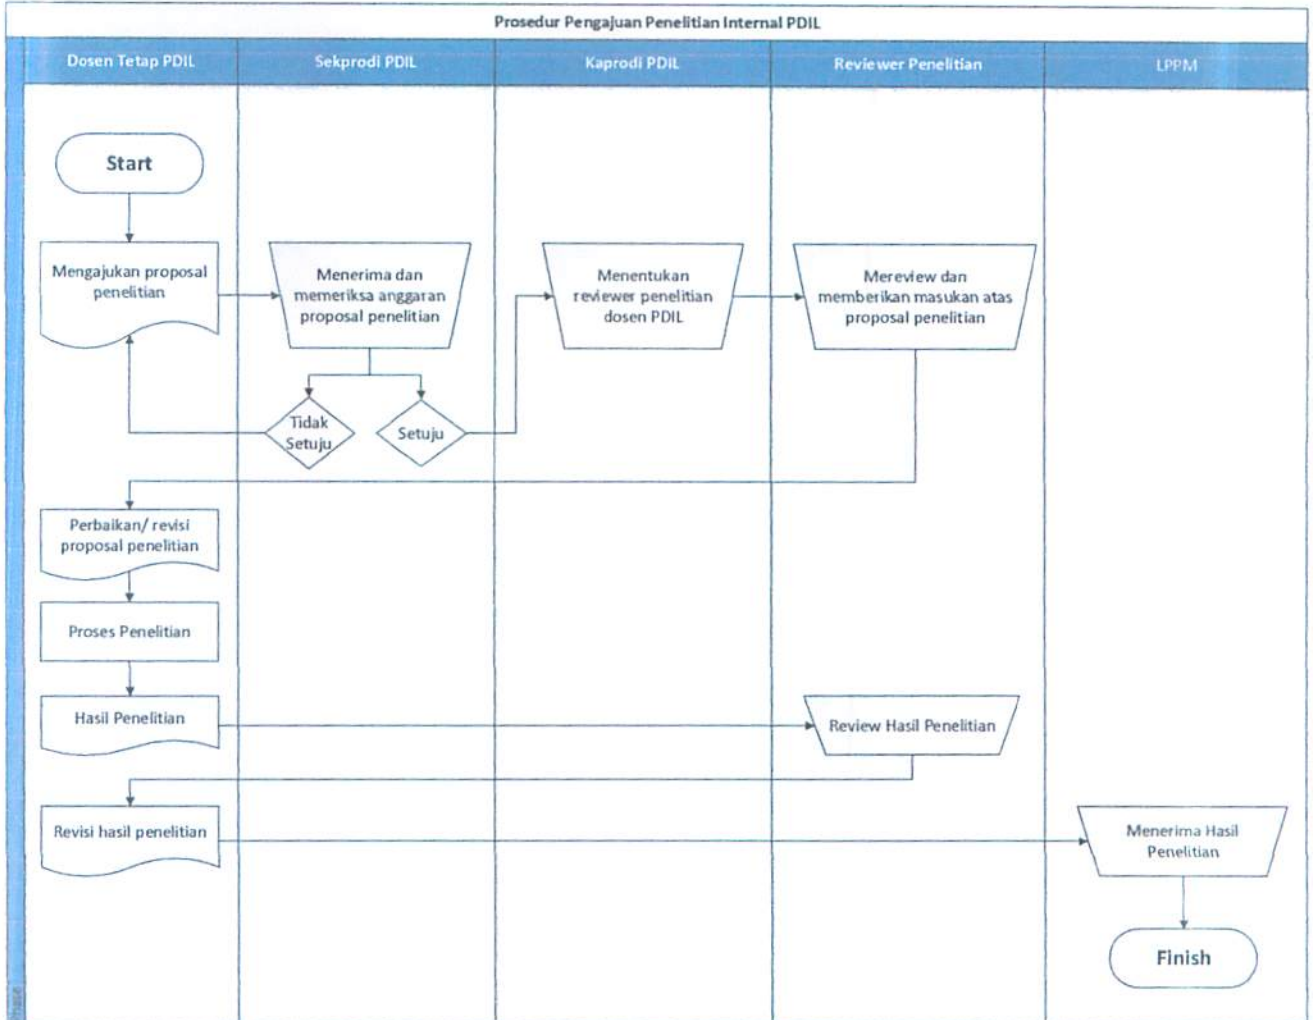 Prosedur Pengajuan Penelitian Internal PDIL
Dosen Tetap PDIL
Sekprodi PDIL
Kaprodi PDIL
Reviewer Penelitian
LPPM
Start
Mengajukan proposal
penelitian
Menerima dan
memeriksa anggaran
proposal penelitian
Menentukan
reviewer penelitian
dosen PDIL
Mereview dan
memberikan masukan atas
proposal penelitian
Tidak
Setuju
Setuju
Perbaikan/ revisi
proposal penelitian
Proses Penelitian
Hasil Penelitian
Review Hasil Penelitian
Revisi hasil penelitian
Menerima Hasil
Penelitian
Finish